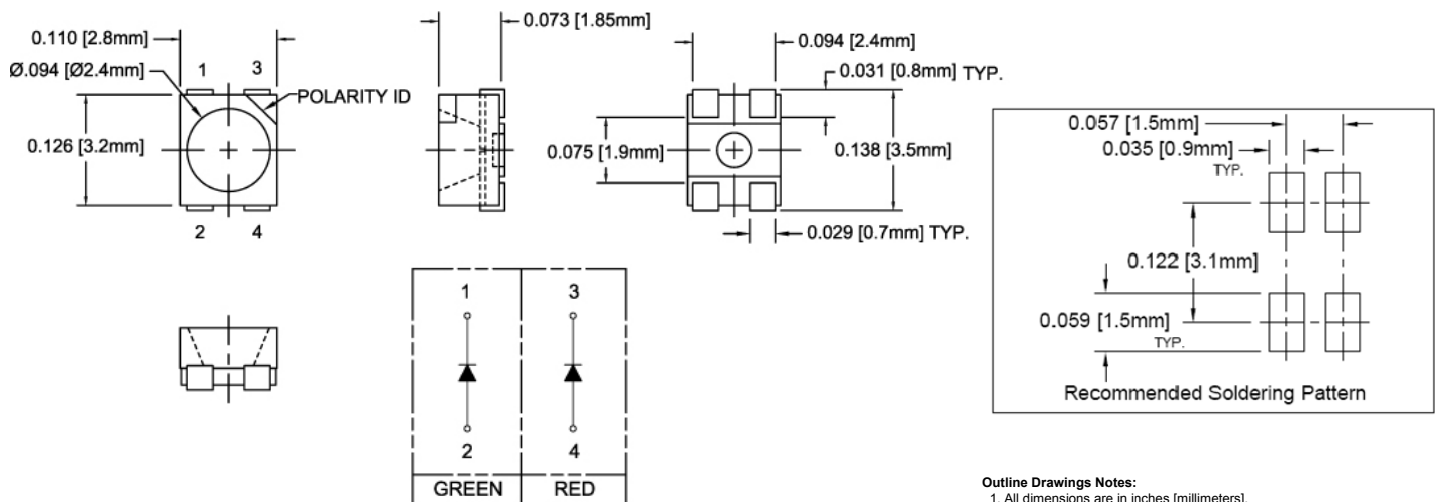 0.110 [2.8mm]
Ø.094 [Ø2.4mm]
1
3
POLARITY ID
0.126 [3.2mm]
2
4
0.073 [1.85mm]
0.094 [2.4mm]
0.031 [0.8mm] TYP.
0.075 [1.9mm]
0.138 [3.5mm]
0.029 [0.7mm] TYP.
1
3
2
4
GREEN
RED
0.057 [1.5mm]
0.035 [0.9mm]
TYP.
0.122 [3.1mm]
0.059 [1.5mm]
TYP.
Recommended Soldering Pattern
Outline Drawings Notes:
1. All dimensions are in inches [millimeters].